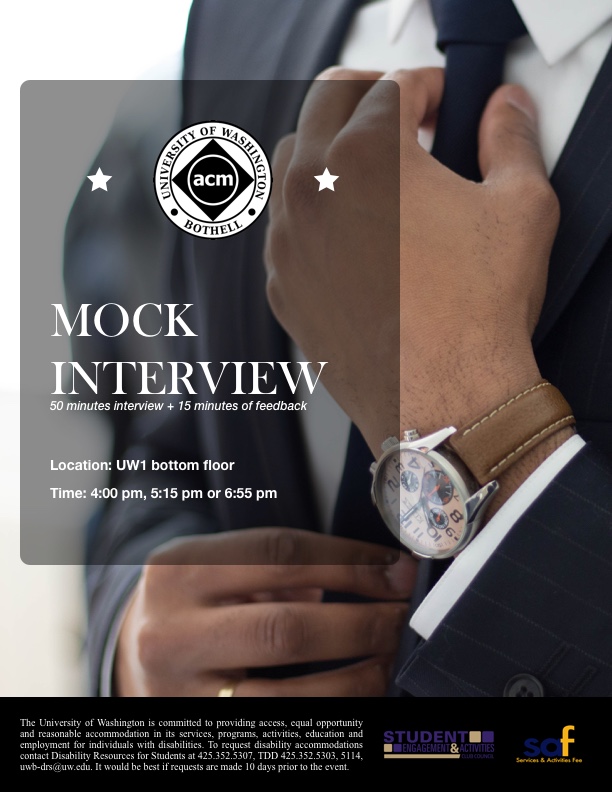 UNIVERSITY OF WASHINGTON
acm
BOTHELL
MOCK
INTERVIEW
50 minutes interview + 15 minutes of feedback
Location: UW1 bottom floor
Time: 4:00 pm, 5:15 pm or 6:55 pm
The University of Washington is committed to providing access, equal opportunity
and reasonable accommodation in its services, programs, activities, education and
employment for individuals with disabilities. To request disability accommodations
contact Disability Resources for Students at 425.352.5307, TDD 425.352.5303, 5114,
uwb-drs@uw.edu. It would be best if requests are made 10 days prior to the event.
STUDENT
ENGAGEMENT & ACTIVITIES
CLUB COUNCIL
saf
Services & Activities Fee